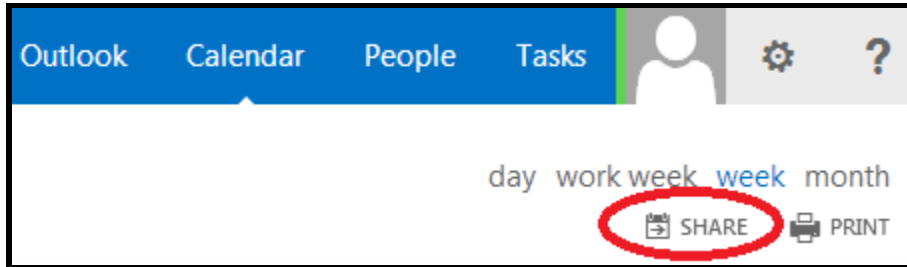 Outlook Calendar People Tasks ?
day work week week month
SHARE PRINT